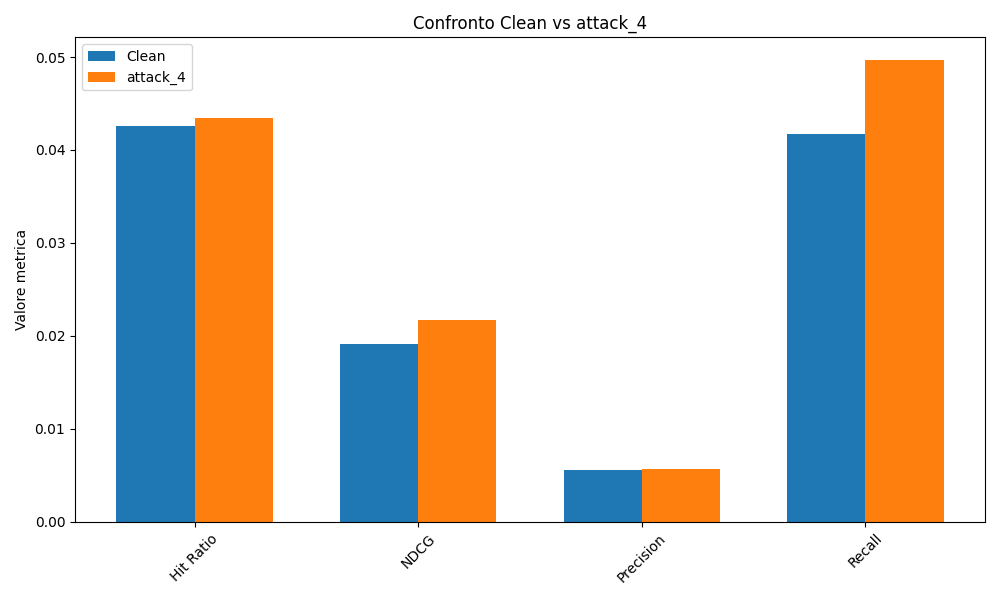 Confronto Clean vs attack_4
Clean
attack_4
Valore metrica
0.05
0.04
0.03
0.02
0.01
0.00
Hit Ratio
NDCG
Precision
Recall